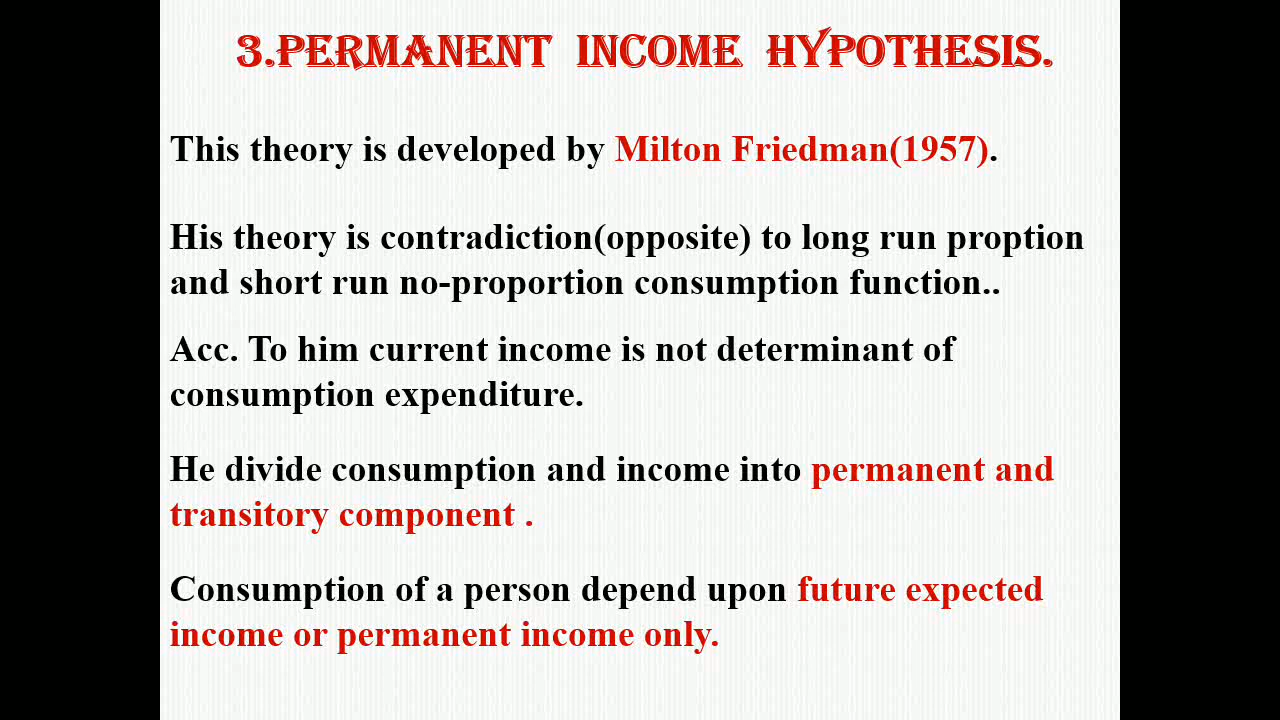 3.PERMANENT INCOME HYPOTHESIS.
This theory is developed by Milton Friedman(1957).
His theory is contradiction(opposite) to long run proption
and short run no-proportion consumption function..
Acc. To him current income is not determinant of
consumption expenditure.
He divide consumption and income into permanent and
transitory component .
Consumption of a person depend upon future expected
income or permanent income only.